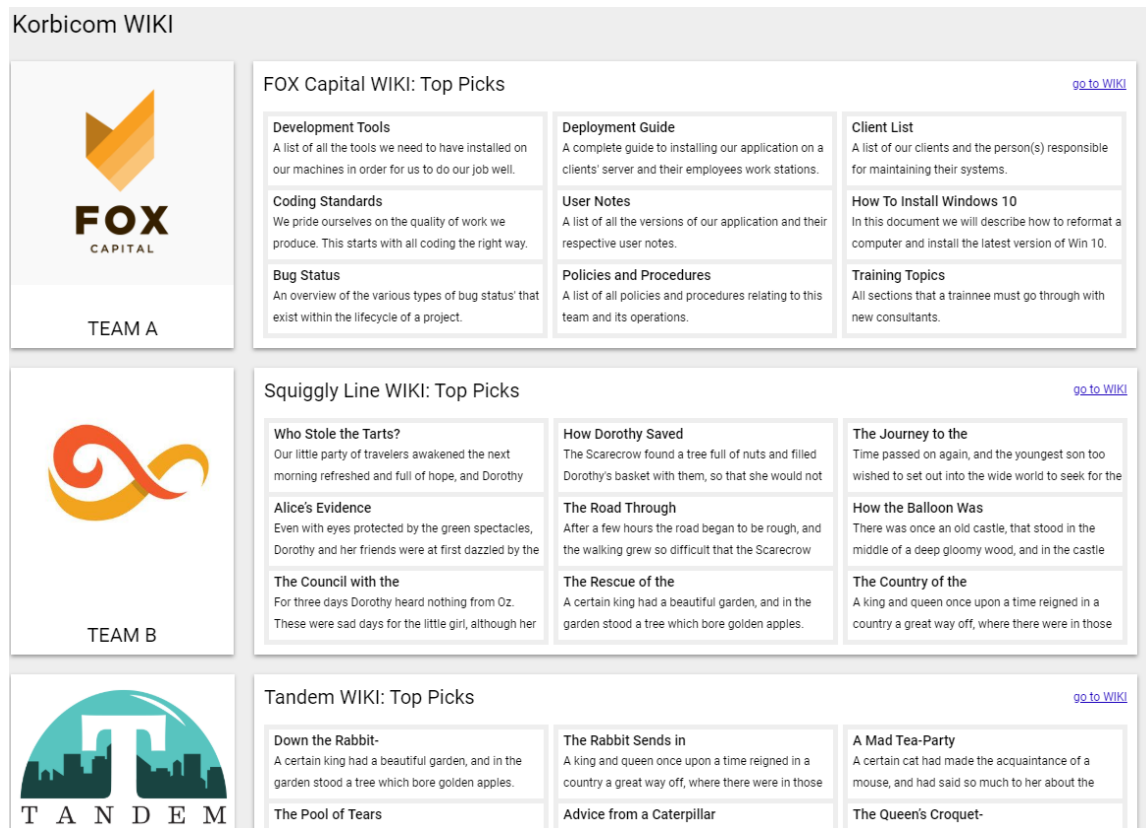 Korbicom WIKI
FOX
CAPITAL
TEAM A
FOX Capital WIKI: Top Picks
go to WIKI
Development Tools
A list of all the tools we need to have installed on
our machines in order for us to do our job well.
Deployment Guide
A complete guide to installing our application on a
clients' server and their employees work stations.
Client List
A list of our clients and the person(s) responsible
for maintaining their systems.
Coding Standards
We pride ourselves on the quality of work we
produce. This starts with all coding the right way.
User Notes
A list of all the versions of our application and their
respective user notes.
How To Install Windows 10
In this document we will describe how to reformat a
computer and install the latest version of Win 10.
Bug Status
An overview of the various types of bug status' that
exist within the lifecycle of a project.
Policies and Procedures
A list of all policies and procedures relating to this
team and its operations.
Training Topics
All sections that a trainnee must go through with
new consultants.
TEAM B
Squiggly Line WIKI: Top Picks
go to WIKI
Who Stole the Tarts?
Our little party of travelers awakened the next
morning refreshed and full of hope, and Dorothy
How Dorothy Saved
The Scarecrow found a tree full of nuts and filled
Dorothy's basket with them, so that she would not
The Journey to the
Time passed on again, and the youngest son too
wished to set out into the wide world to seek for the
Alice's Evidence
Even with eyes protected by the green spectacles,
Dorothy and her friends were at first dazzled by the
The Road Through
After a few hours the road began to be rough, and
the walking grew so difficult that the Scarecrow
How the Balloon Was
There was once an old castle, that stood in the
middle of a deep gloomy wood, and in the castle
The Council with the
For three days Dorothy heard nothing from Oz.
These were sad days for the little girl, although her
The Rescue of the
A certain king had a beautiful garden, and in the
garden stood a tree which bore golden apples.
The Country of the
A king and queen once upon a time reigned in a
country a great way off, where there were in those
T
TANDEM
Tandem WIKI: Top Picks
go to WIKI
Down the Rabbit-
A certain king had a beautiful garden, and in the
garden stood a tree which bore golden apples.
The Rabbit Sends in
A king and queen once upon a time reigned in a
country a great way off, where there were in those
A Mad Tea-Party
A certain cat had made the acquaintance of a
mouse, and had said so much to her about the
The Pool of Tears
Advice from a Caterpillar
The Queen's Croquet-